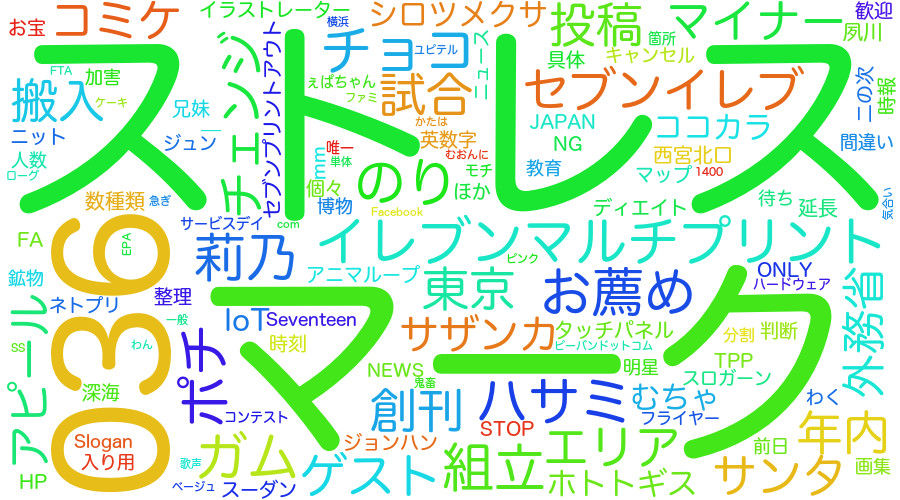 コミケ
イラストレーター
横浜
シロツメクサ
投稿
マイナー
歓迎
お宝
チョコ
ユピテル
ニュース
箇所
夙川
ストレス
FTA
加害
チェンジ
セブンプリントアウト
ぇぱちゃん
ファミ
具体
キャンセル
セブンイレブ
二の次
時報
搬入
ケーキ
兄妹
試合
かたは
英数字
JAPAN
ココカラ
ニット
一
ジュン
mm
唯一
むおんに
NG
西宮北口
間違い
人数
ローグ
単体
のり
モチ
教育
マップ
1400
数種類
急ぎ
個々
ほか
待ち
気合い
サービスデイ
博物
Facebook
ディエイト
延長
036
FA
EPA
莉乃
com
イレブンマルチプリント
鉱物
アニマループ
東京
ピンク
お薦め
ONLY
外務省
ネトプリ
整理
ハードウェア
アピール
一般
IoT
Seventeen
サザンカ
タッチパネル
分割
判断
ss
わん
ポチ
時刻
マーク
ビーバンドットコム
明星
TPP
深海
NEWS
鬼畜
スロガーン
コンテスト
創刊
ハサミ
むちゃ
わく
Slogan
STOP
フライヤー
年内
入り用
ガム
ジョンハン
組立
エリア
前日
歌声
画集
HP
ベージュ
スーダン
ゲスト
ホトトギス
サンタ